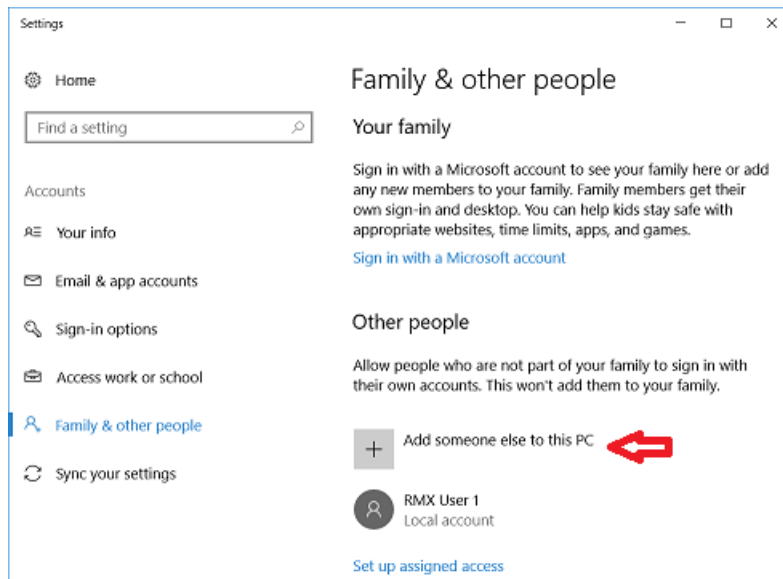 Settings
Home
Find a setting
Accounts
Your info
Email & app accounts
Sign-in options
Access work or school
Family & other people
Sync your settings
Family & other people
Your family
Sign in with a Microsoft account to see your family here or add
any new members to your family. Family members get their
own sign-in and desktop. You can help kids stay safe with
appropriate websites, time limits, apps, and games.
Sign in with a Microsoft account
Other people
Allow people who are not part of your family to sign in with
their own accounts. This won't add them to your family.
Add someone else to this PC
RMX User 1
Local account
Set up assigned access